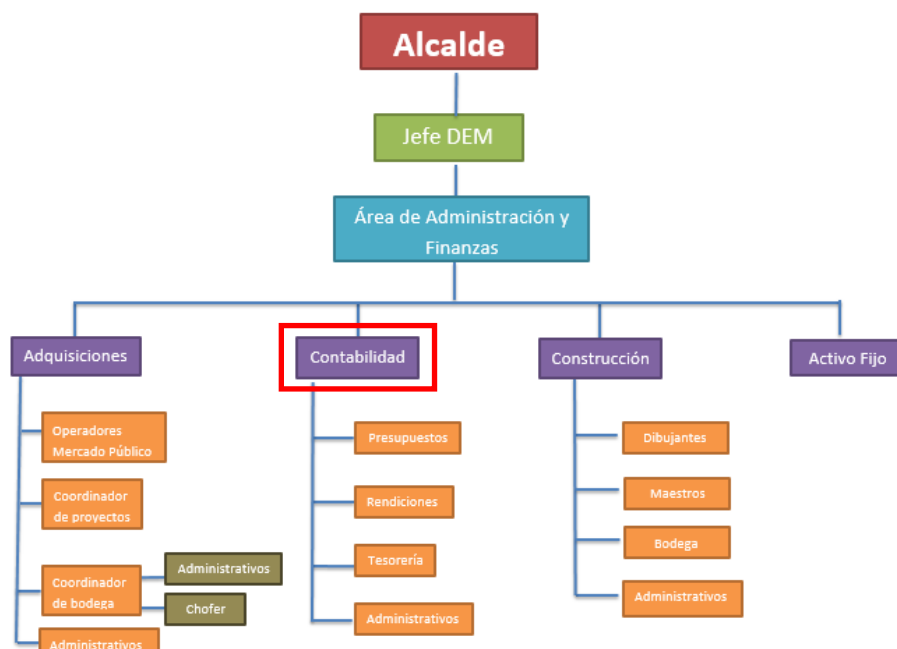 Alcalde
Jefe DEM
Área de Administración y
Finanzas
Adquisiciones
Contabilidad
Construcción
Activo Fijo
Operadores
Mercado Público
Coordinador
de proyectos
Coordinador
de bodega
Administrativos
Chofer
Administrativos
Presupuestos
Rendiciones
Tesorería
Administrativos
Dibujantes
Maestros
Bodega
Administrativos